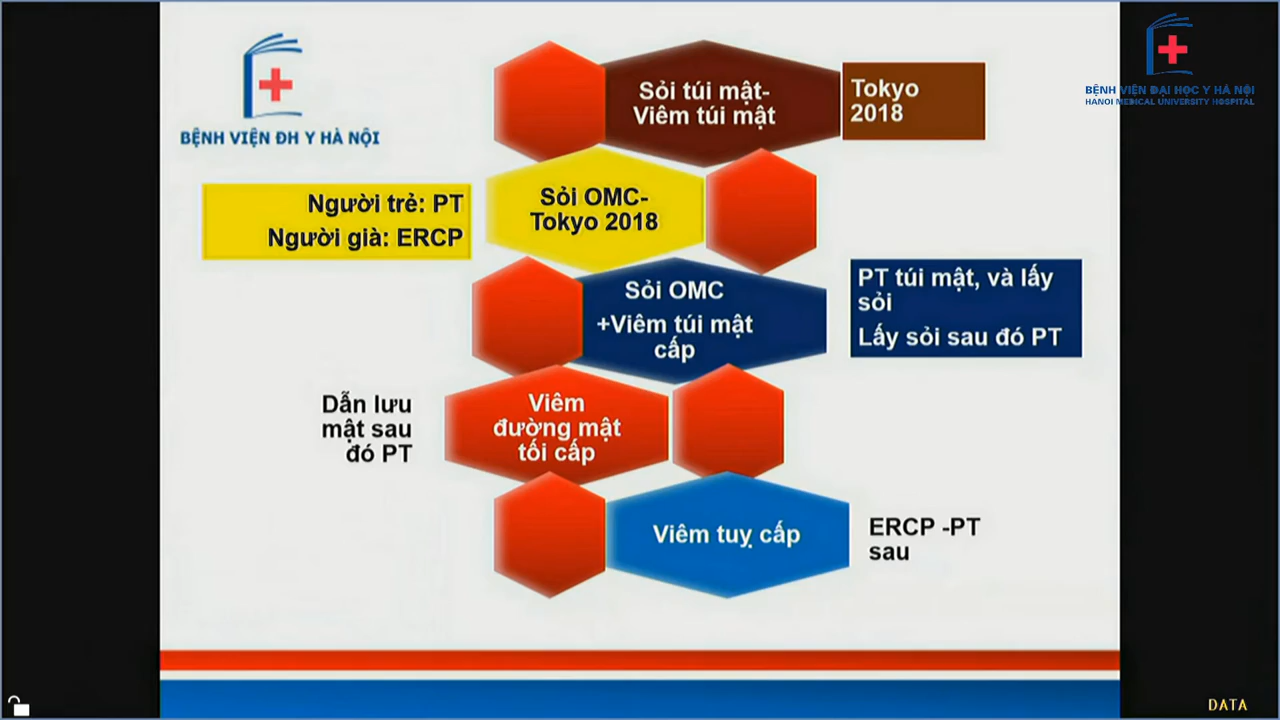 BỆNH VIỆN ĐH Y HÀ NỘI
BỆNH VIỆN ĐẠI HỌC Y HÀ NỘI
HANOI MEDICAL UNIVERSITY HOSPITAL
Sỏi túi mật-
Viêm túi mật
Tokyo
2018
Người trẻ: PT
Người già: ERCP
Sỏi OMC-
Tokyo 2018
Sỏi OMC
+Viêm túi mật
cấp
PT túi mật, và lấy
sỏi
Lấy sỏi sau đó PT
Dẫn lưu
mật sau
đó PT
Viêm
đường mật
tối cấp
Viêm tuỵ cấp
ERCP -PT
sau
DATA